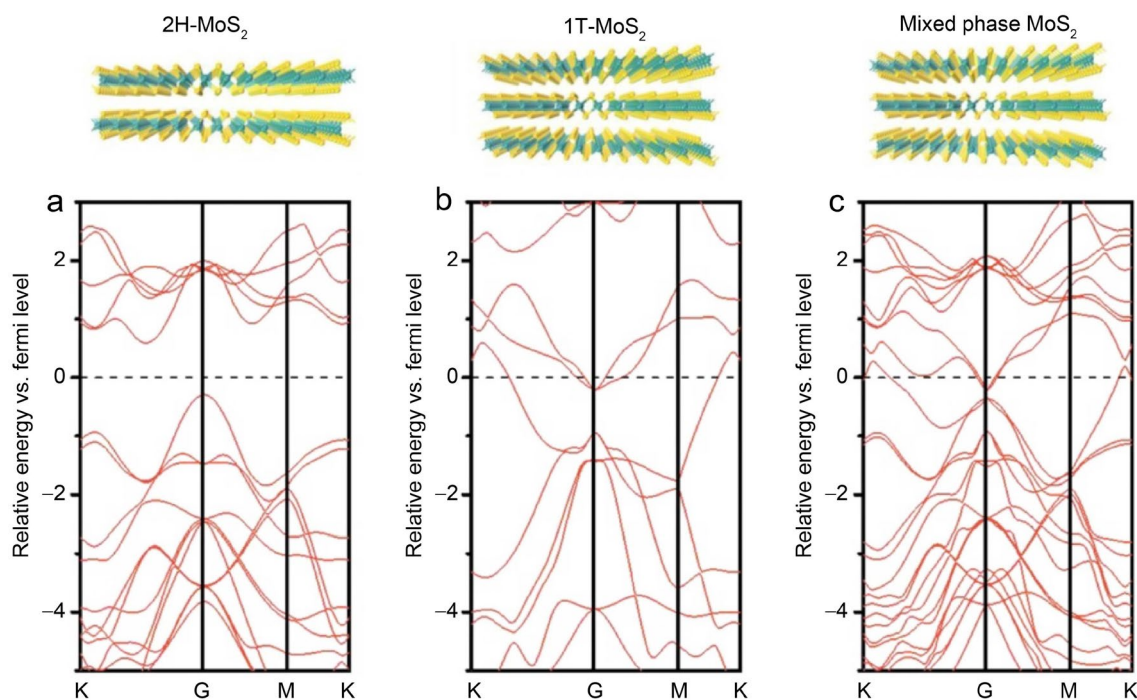 2H-MoS₂
1T-MoS₂
Mixed phase MoS₂
a
Relative energy vs. fermi level
2
0
−2
−4
K G M K
b
Relative energy vs. fermi level
2
0
−2
−4
K G M K
c
Relative energy vs. fermi level
2
0
−2
−4
K G M K